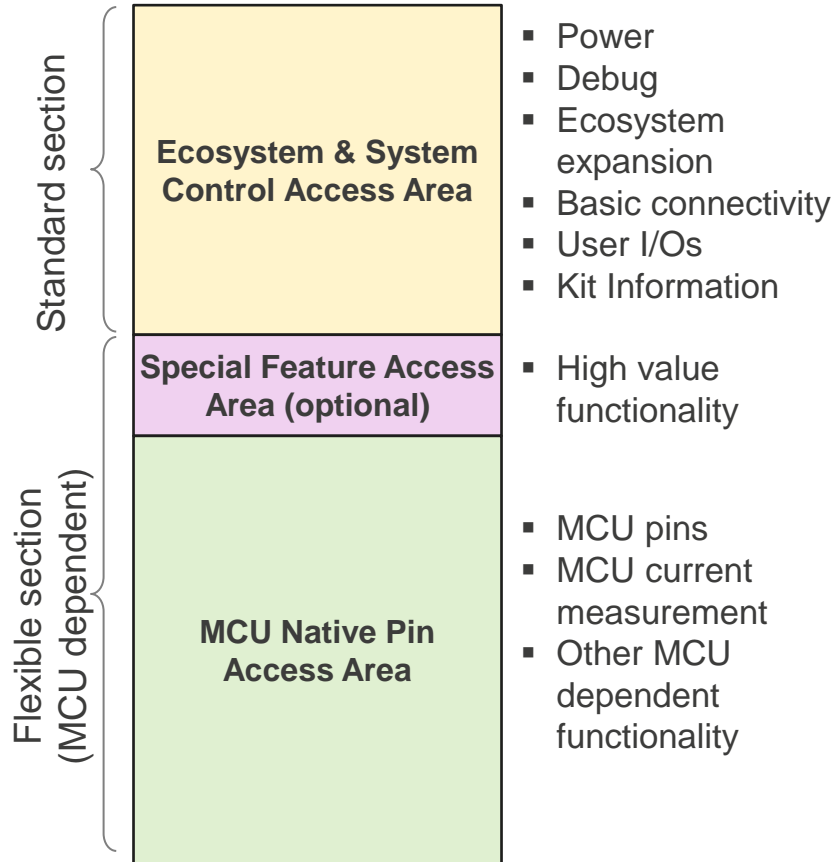 Standard section
Ecosystem & System
Control Access Area
▪ Power
▪ Debug
▪ Ecosystem
expansion
▪ Basic connectivity
▪ User I/Os
▪ Kit Information
Flexible section
(MCU dependent)
Special Feature Access
Area (optional)
▪ High value
functionality
MCU Native Pin
Access Area
▪ MCU pins
▪ MCU current
measurement
▪ Other MCU
dependent
functionality